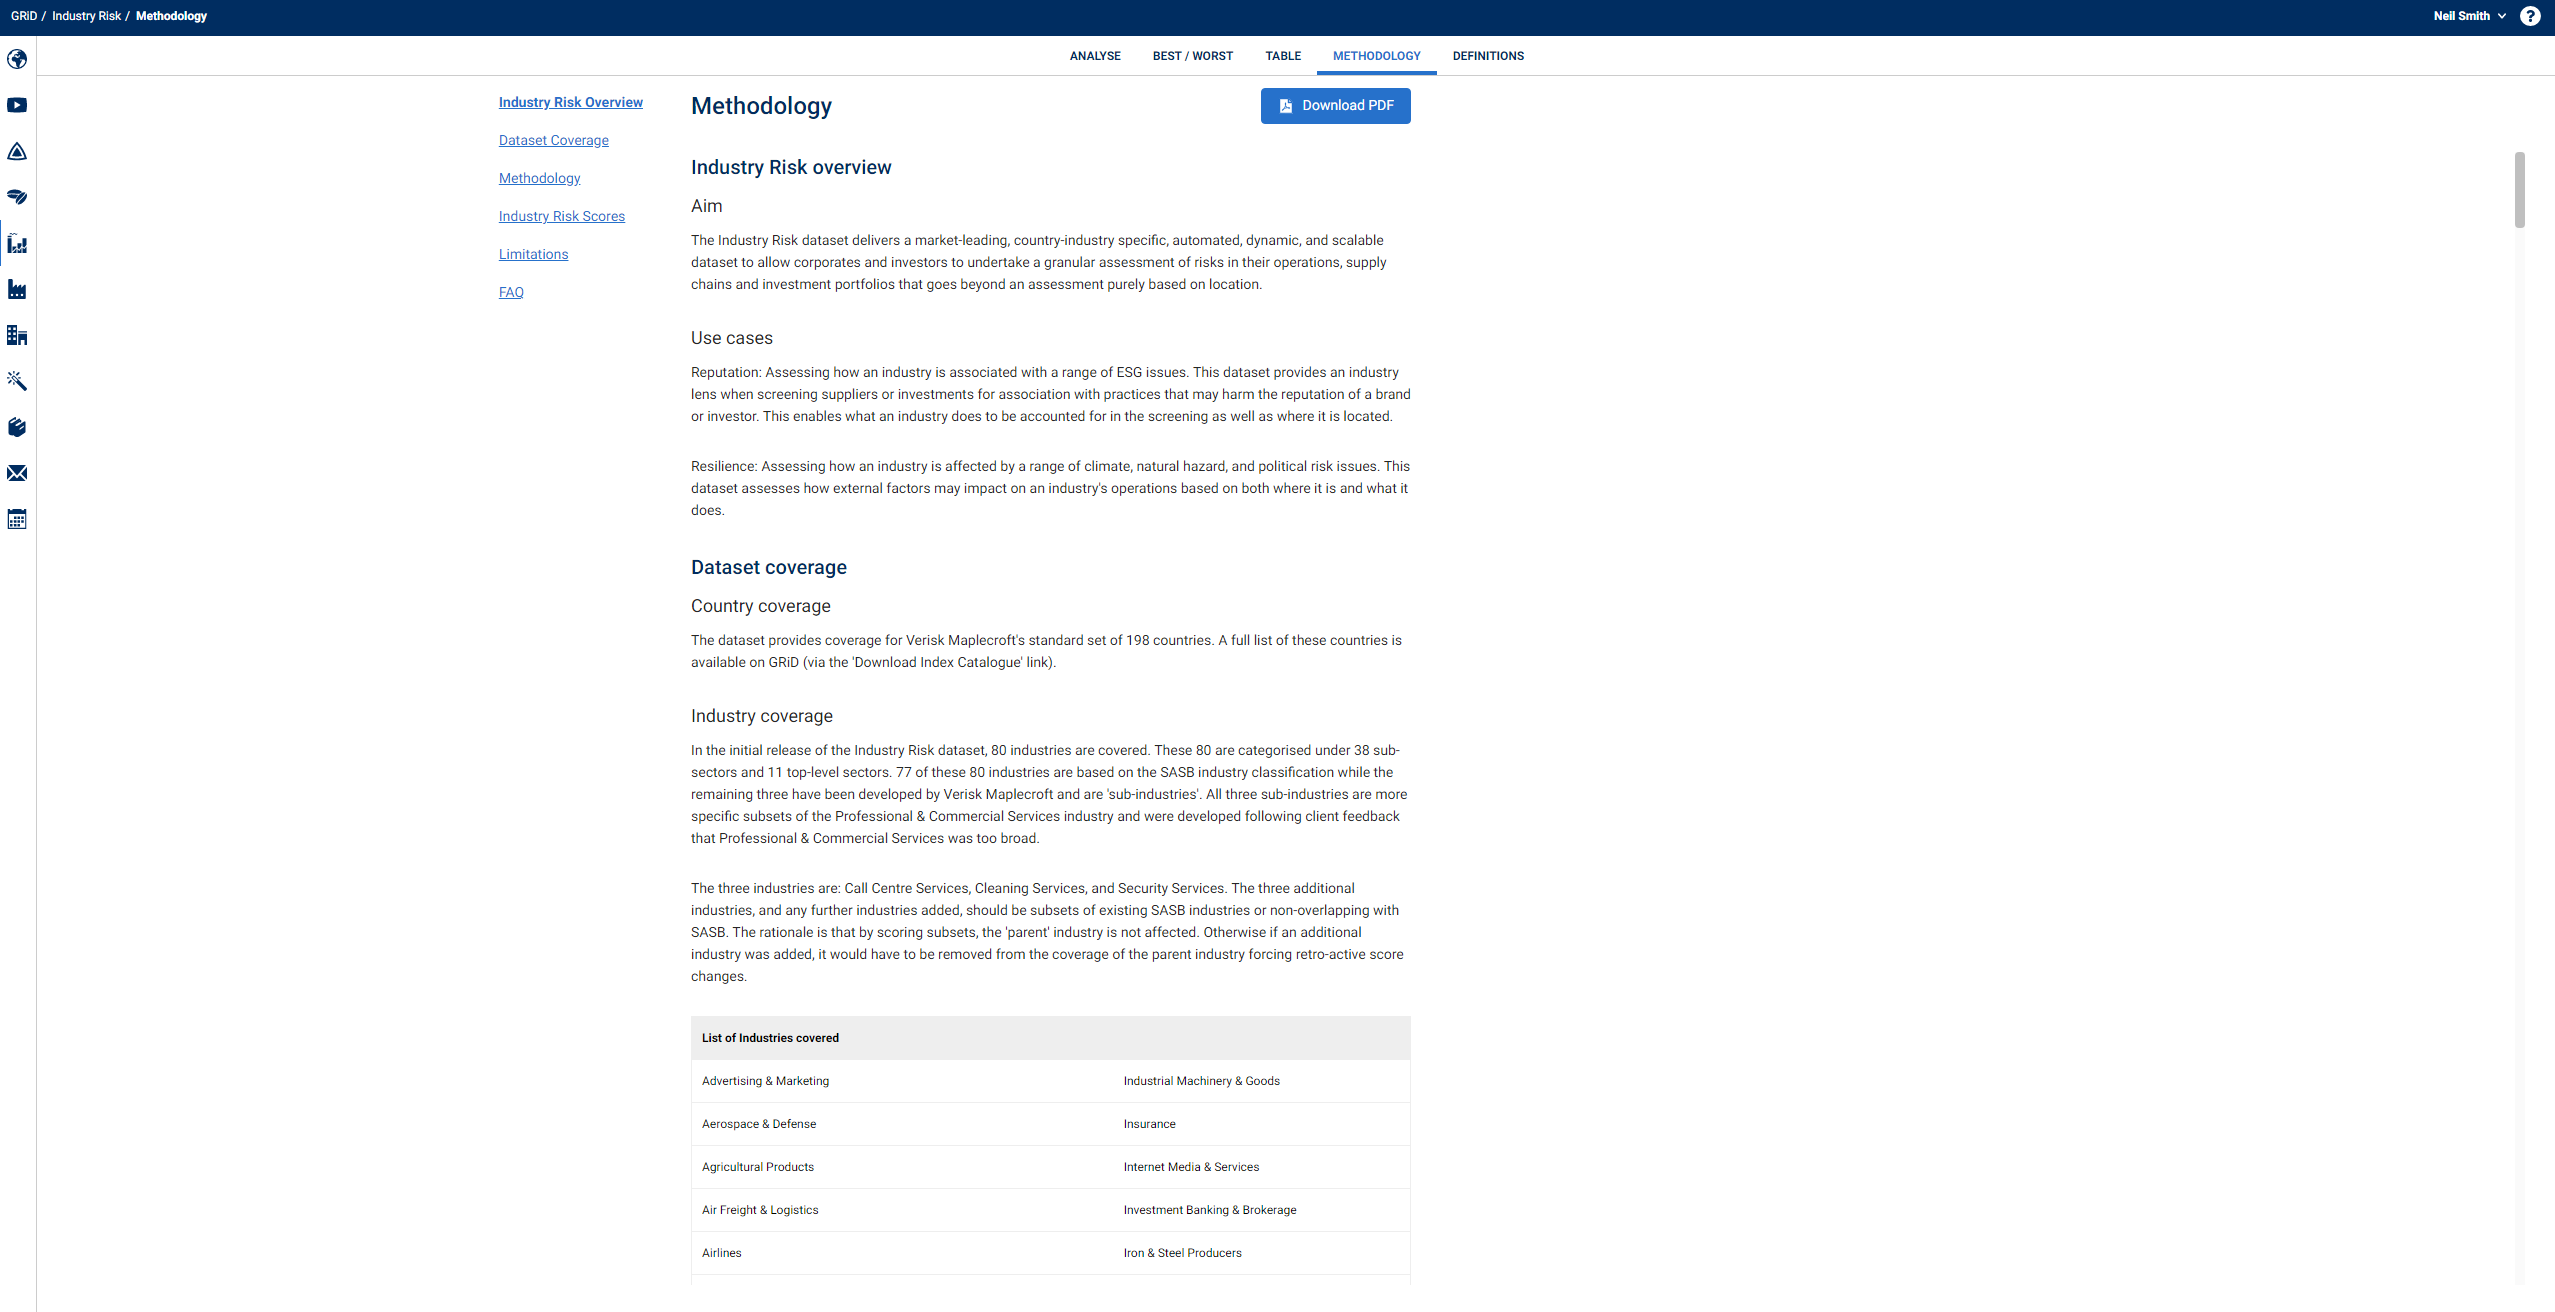 GRiD / Industry Risk / Methodology
Neil Smith
?
ANALYSE
BEST / WORST
TABLE
METHODOLOGY
DEFINITIONS
Industry Risk Overview
Dataset Coverage
Methodology
Industry Risk Scores
Limitations
FAQ
Methodology
Download PDF
Industry Risk overview
Aim
The Industry Risk dataset delivers a market-leading, country-industry specific, automated, dynamic, and scalable
dataset to allow corporates and investors to undertake a granular assessment of risks in their operations, supply
chains and investment portfolios that goes beyond an assessment purely based on location.
Use cases
Reputation: Assessing how an industry is associated with a range of ESG issues. This dataset provides an industry
lens when screening suppliers or investments for association with practices that may harm the reputation of a brand
or investor. This enables what an industry does to be accounted for in the screening as well as where it is located.
Resilience: Assessing how an industry is affected by a range of climate, natural hazard, and political risk issues. This
dataset assesses how external factors may impact on an industry's operations based on both where it is and what it
does.
Dataset coverage
Country coverage
The dataset provides coverage for Verisk Maplecroft's standard set of 198 countries. A full list of these countries is
available on GRiD (via the 'Download Index Catalogue' link).
Industry coverage
In the initial release of the Industry Risk dataset, 80 industries are covered. These 80 are categorised under 38 sub-
sectors and 11 top-level sectors. 77 of these 80 industries are based on the SASB industry classification while the
remaining three have been developed by Verisk Maplecroft and are 'sub-industries'. All three sub-industries are more
specific subsets of the Professional & Commercial Services industry and were developed following client feedback
that Professional & Commercial Services was too broad.
The three industries are: Call Centre Services, Cleaning Services, and Security Services. The three additional
industries, and any further industries added, should be subsets of existing SASB industries or non-overlapping with
SASB. The rationale is that by scoring subsets, the 'parent' industry is not affected. Otherwise if an additional
industry was added, it would have to be removed from the coverage of the parent industry forcing retro-active score
changes.
List of Industries covered
Advertising & Marketing
Industrial Machinery & Goods
Aerospace & Defense
Insurance
Agricultural Products
Internet Media & Services
Air Freight & Logistics
Investment Banking & Brokerage
Airlines
Iron & Steel Producers